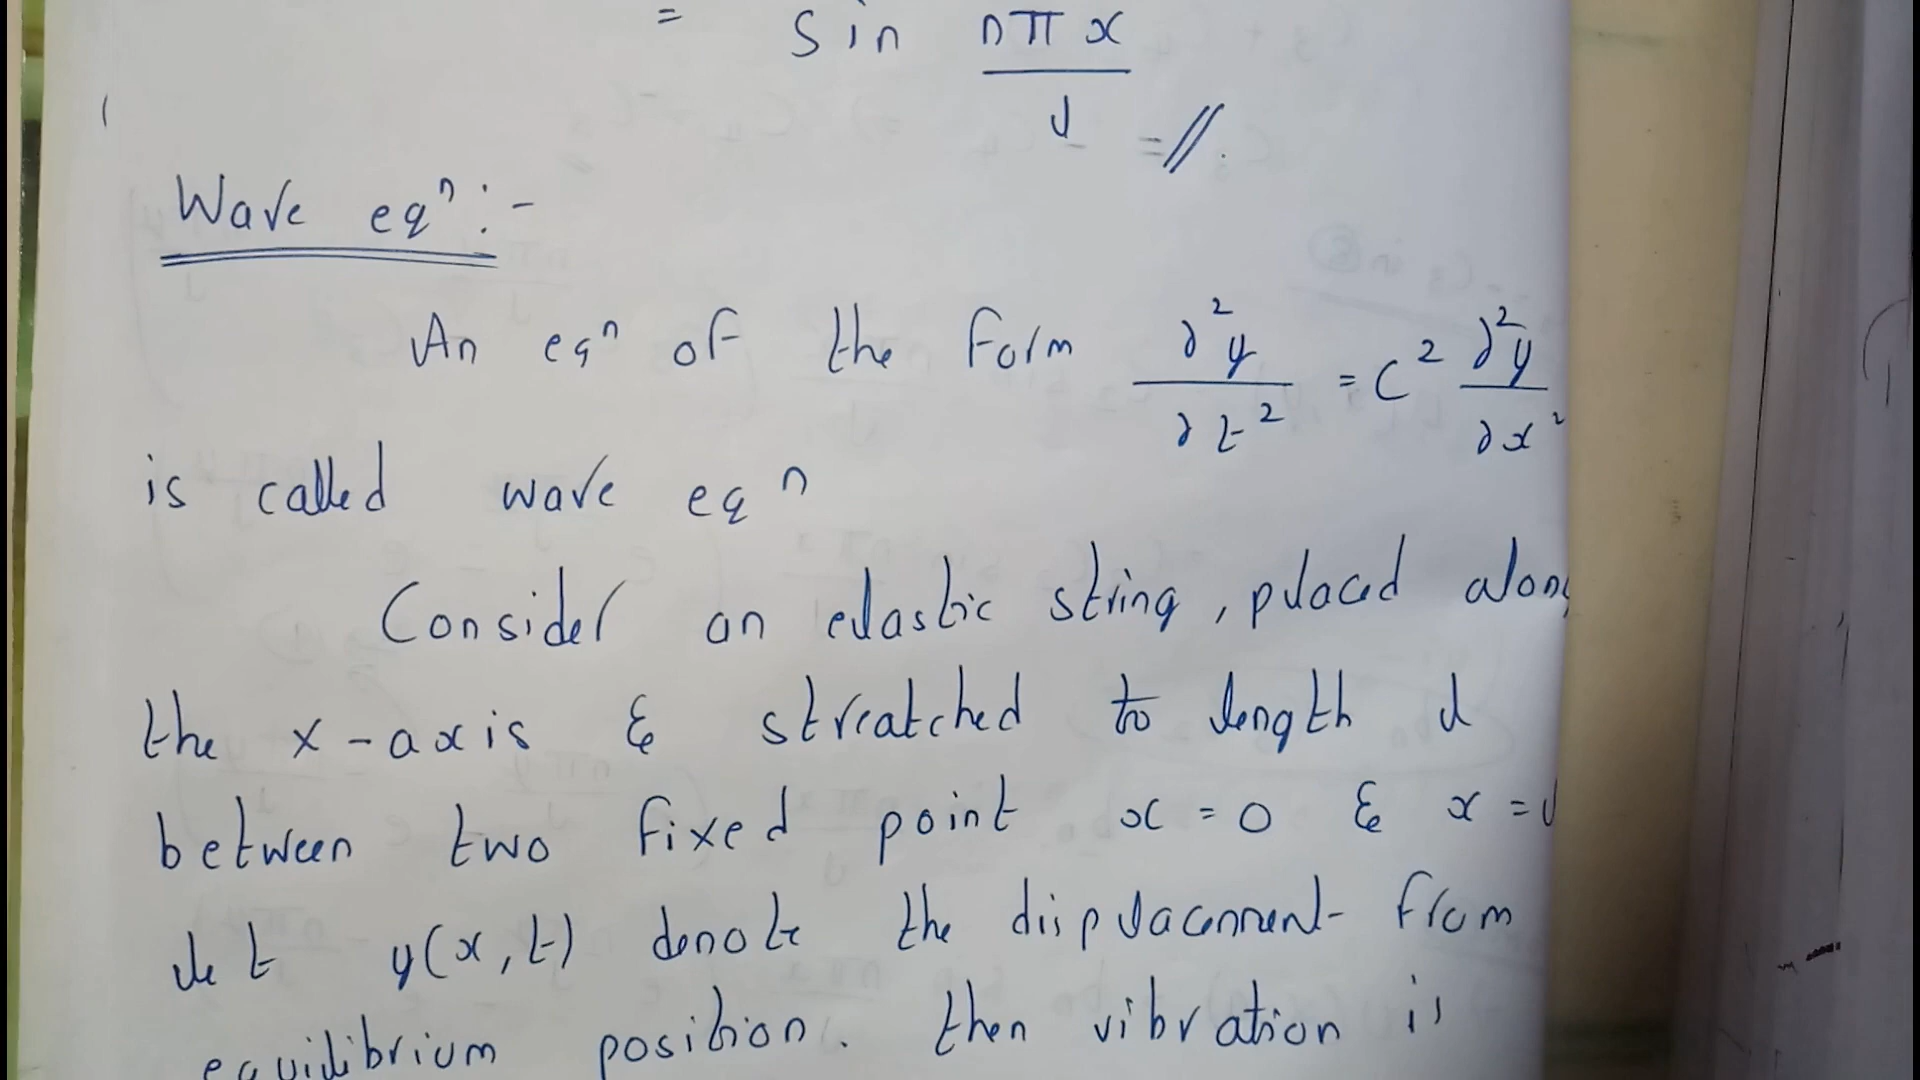 = sin nπx/l =//.
Wave eqⁿ:-
An eqⁿ of the form ∂²y/∂t² = C² ∂²y/∂x²
is called wave eqⁿ
Consider an elastic string, placed along
the x-axis & streatched to length l
between two fixed point x = 0 & x = l
let y(x,t) denote the displacement from
equilibrium position. then vibration is